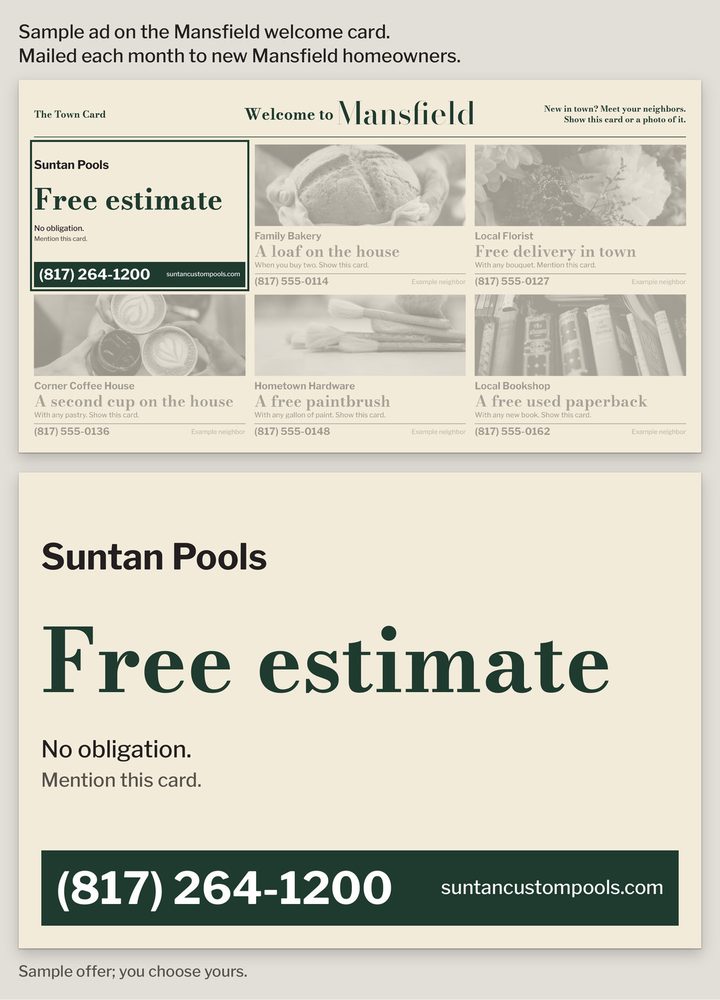 Sample ad on the Mansfield welcome card.
Mailed each month to new Mansfield homeowners.
The Town Card
Welcome to Mansfield
New in town? Meet your neighbors.
Show this card or a photo of it.
Suntan Pools
Free estimate
No obligation.
Mention this card.
(817) 264-1200 suntancustompools.com
Family Bakery
A loaf on the house
When you buy two. Show this card.
(817) 555-0114 Example neighbor
Local Florist
Free delivery in town
With any bouquet. Mention this card.
(817) 555-0127 Example neighbor
Corner Coffee House
A second cup on the house
With any pastry. Show this card.
(817) 555-0136 Example neighbor
Hometown Hardware
A free paintbrush
With any gallon of paint. Show this card.
(817) 555-0148 Example neighbor
Local Bookshop
A free used paperback
With any new book. Show this card.
(817) 555-0162 Example neighbor
Suntan Pools
Free estimate
No obligation.
Mention this card.
(817) 264-1200 suntancustompools.com
Sample offer; you choose yours.